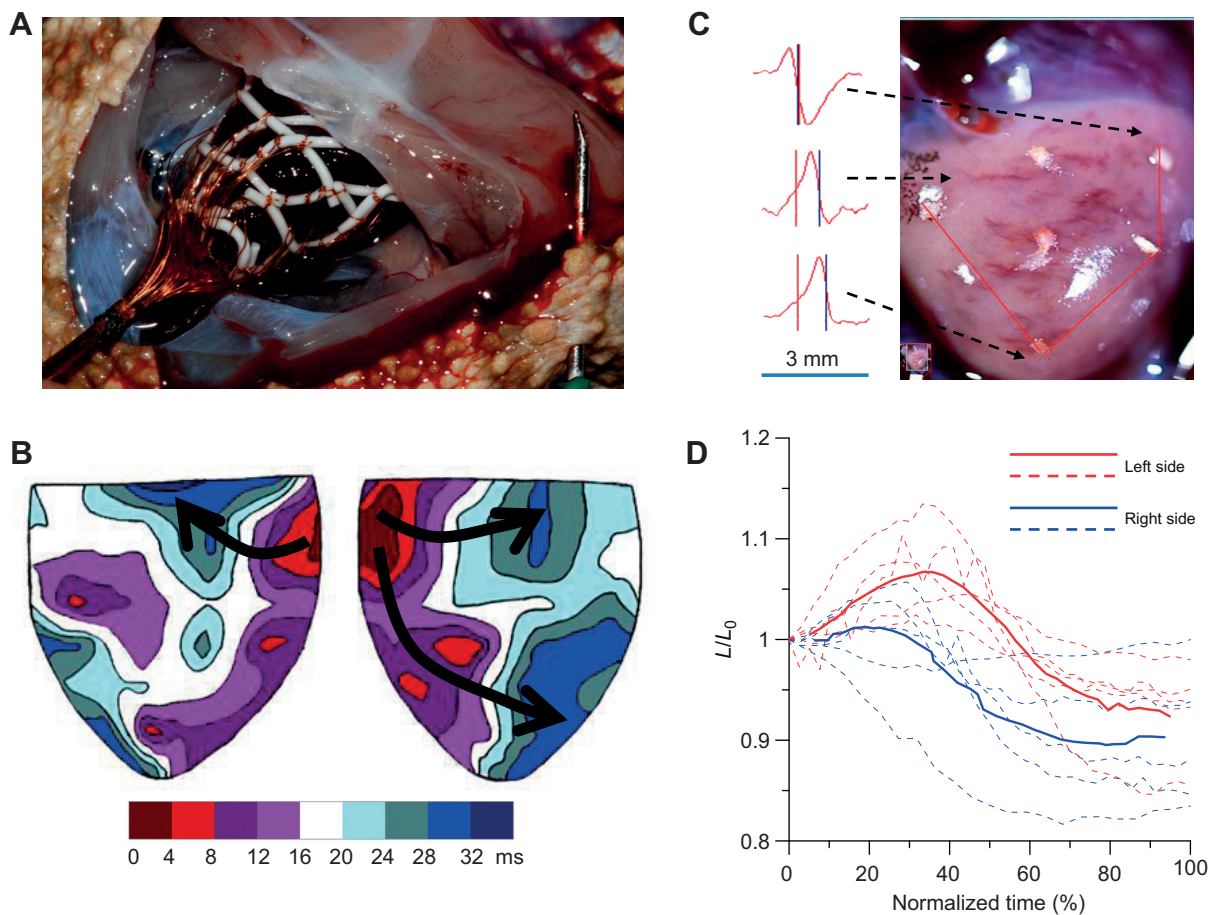 A
C
3 mm
B
0 4 8 12 16 20 24 28 32 ms
D
1.2
1.1
1
0.9
0.8
L/L0
Left side
Right side
0 20 40 60 80 100
Normalized time (%)